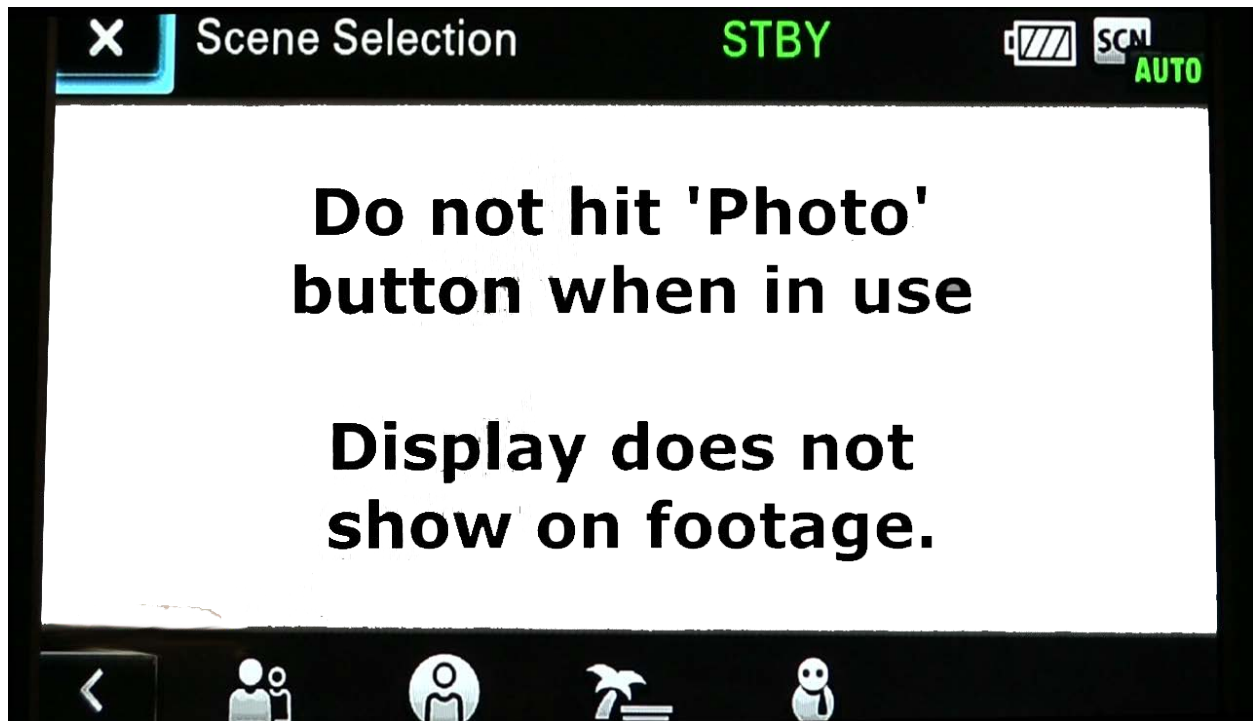 Scene Selection STBY SCN AUTO
Do not hit 'Photo'
button when in use
Display does not
show on footage.